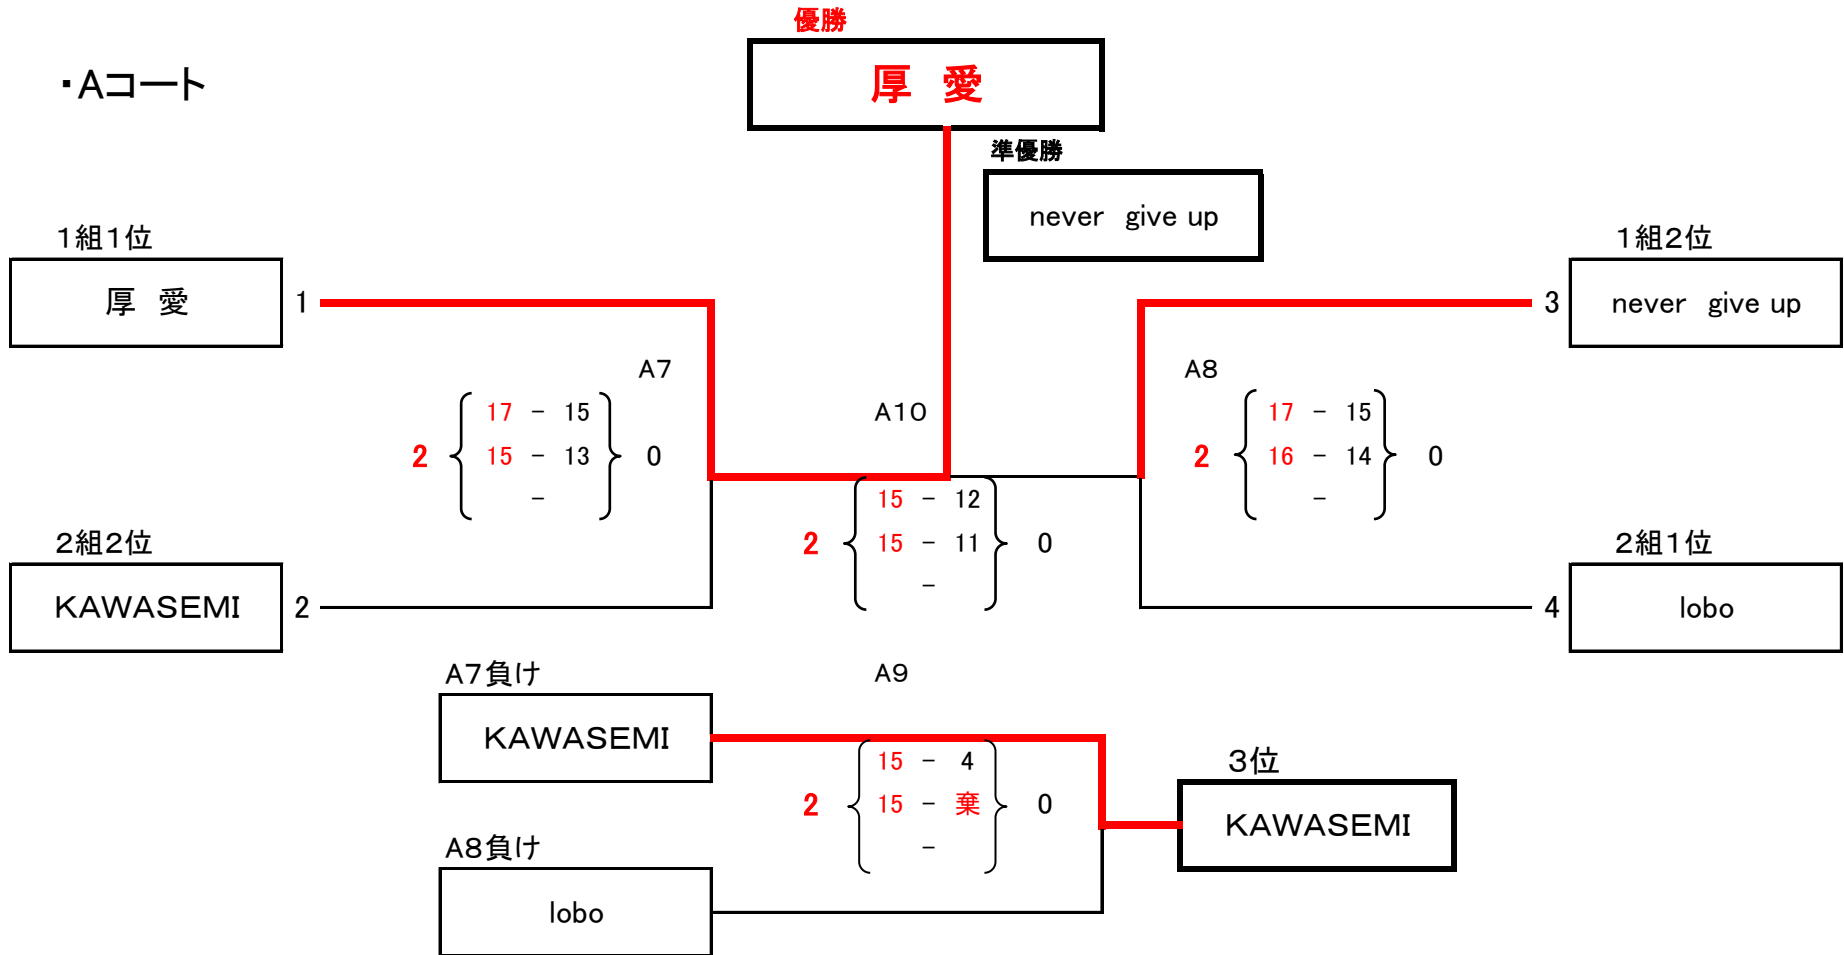 優勝
・Aコート
厚　愛
準優勝
never　give up
1組1位
1組2位
厚　愛
1
3
never　give up
A7
A8
A10
17 － 15
17 － 15
2
15 － 13
0
2
16 － 14
0
－
－
15 － 12
2
15 － 11
0
－
2組2位
2組1位
KAWASEMI
2
4
lobo
A7負け
A9
KAWASEMI
15 － 4
2
15 － 棄
0
－
3位
KAWASEMI
A8負け
lobo